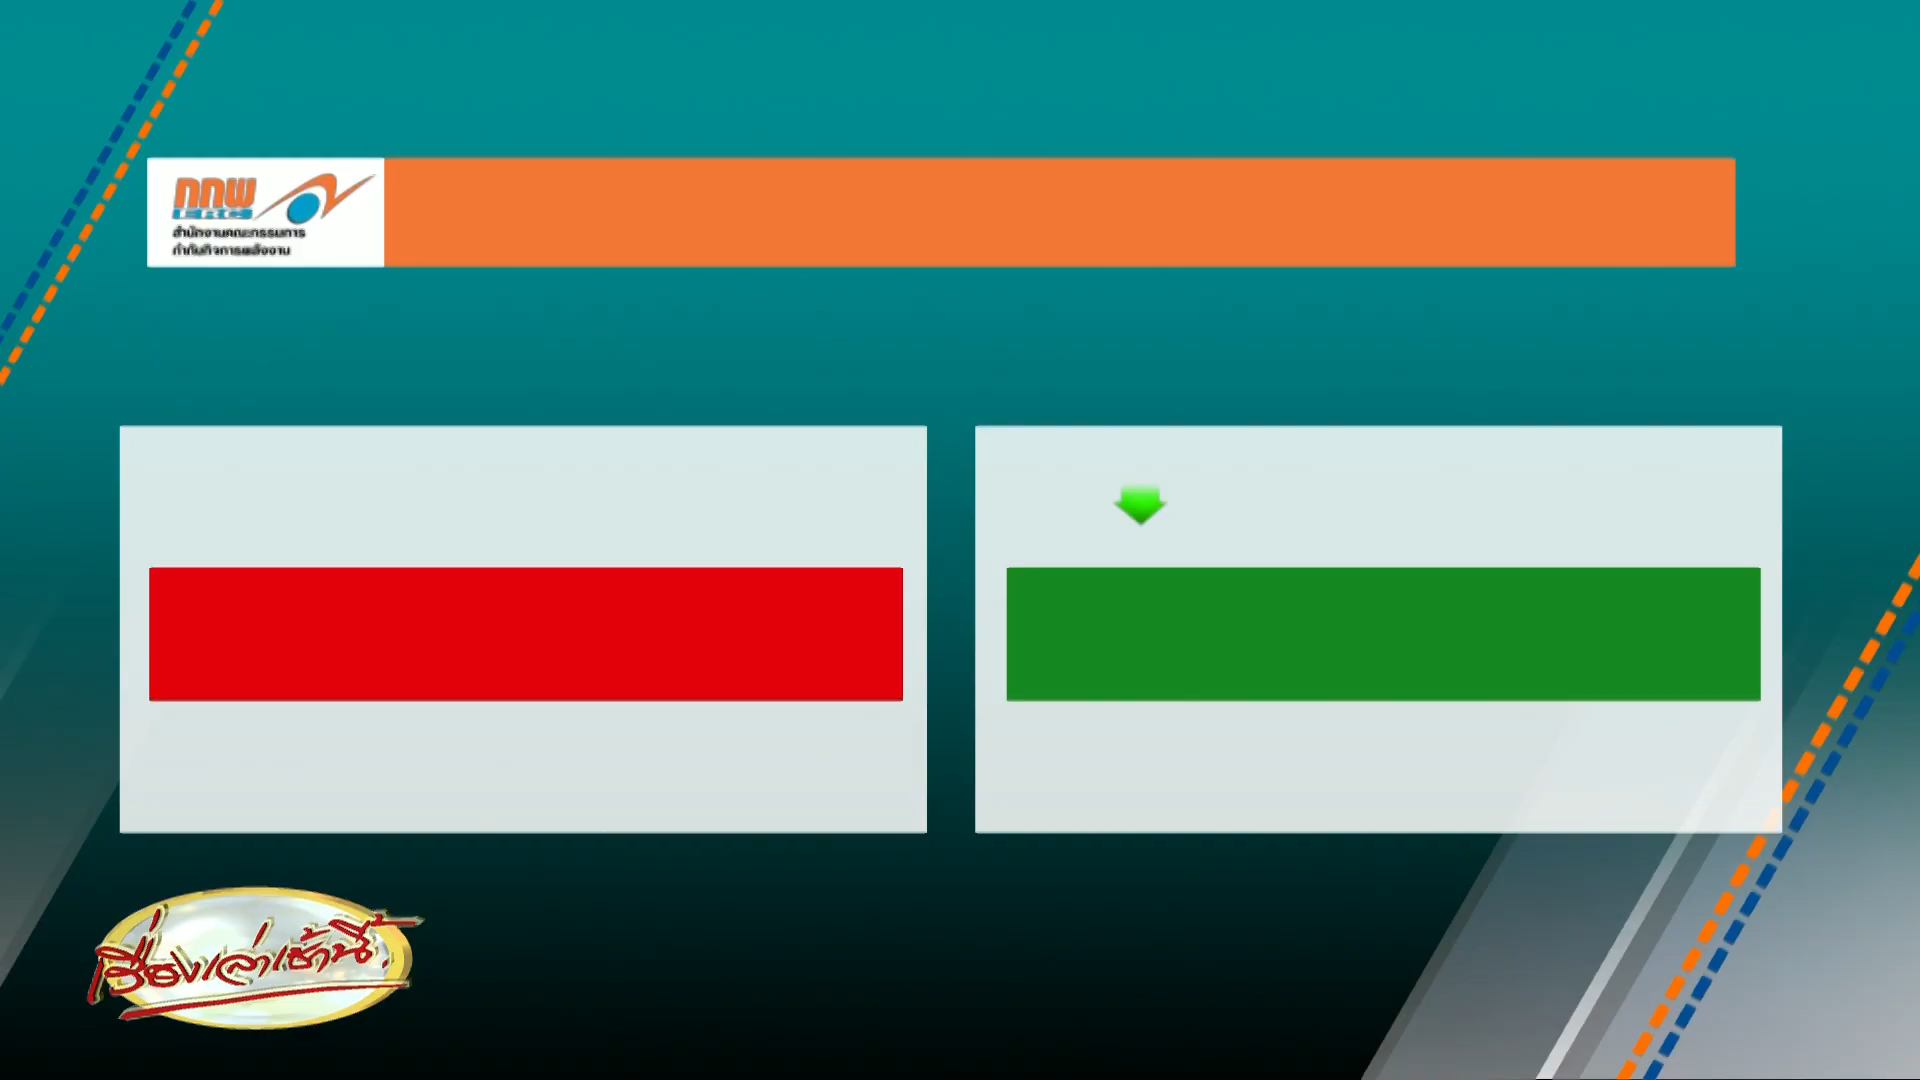 กกพ
ERC
สำนักงานคณะกรรมการ
กำกับกิจการพลังงาน
เรื่องเล่าเช้านี้